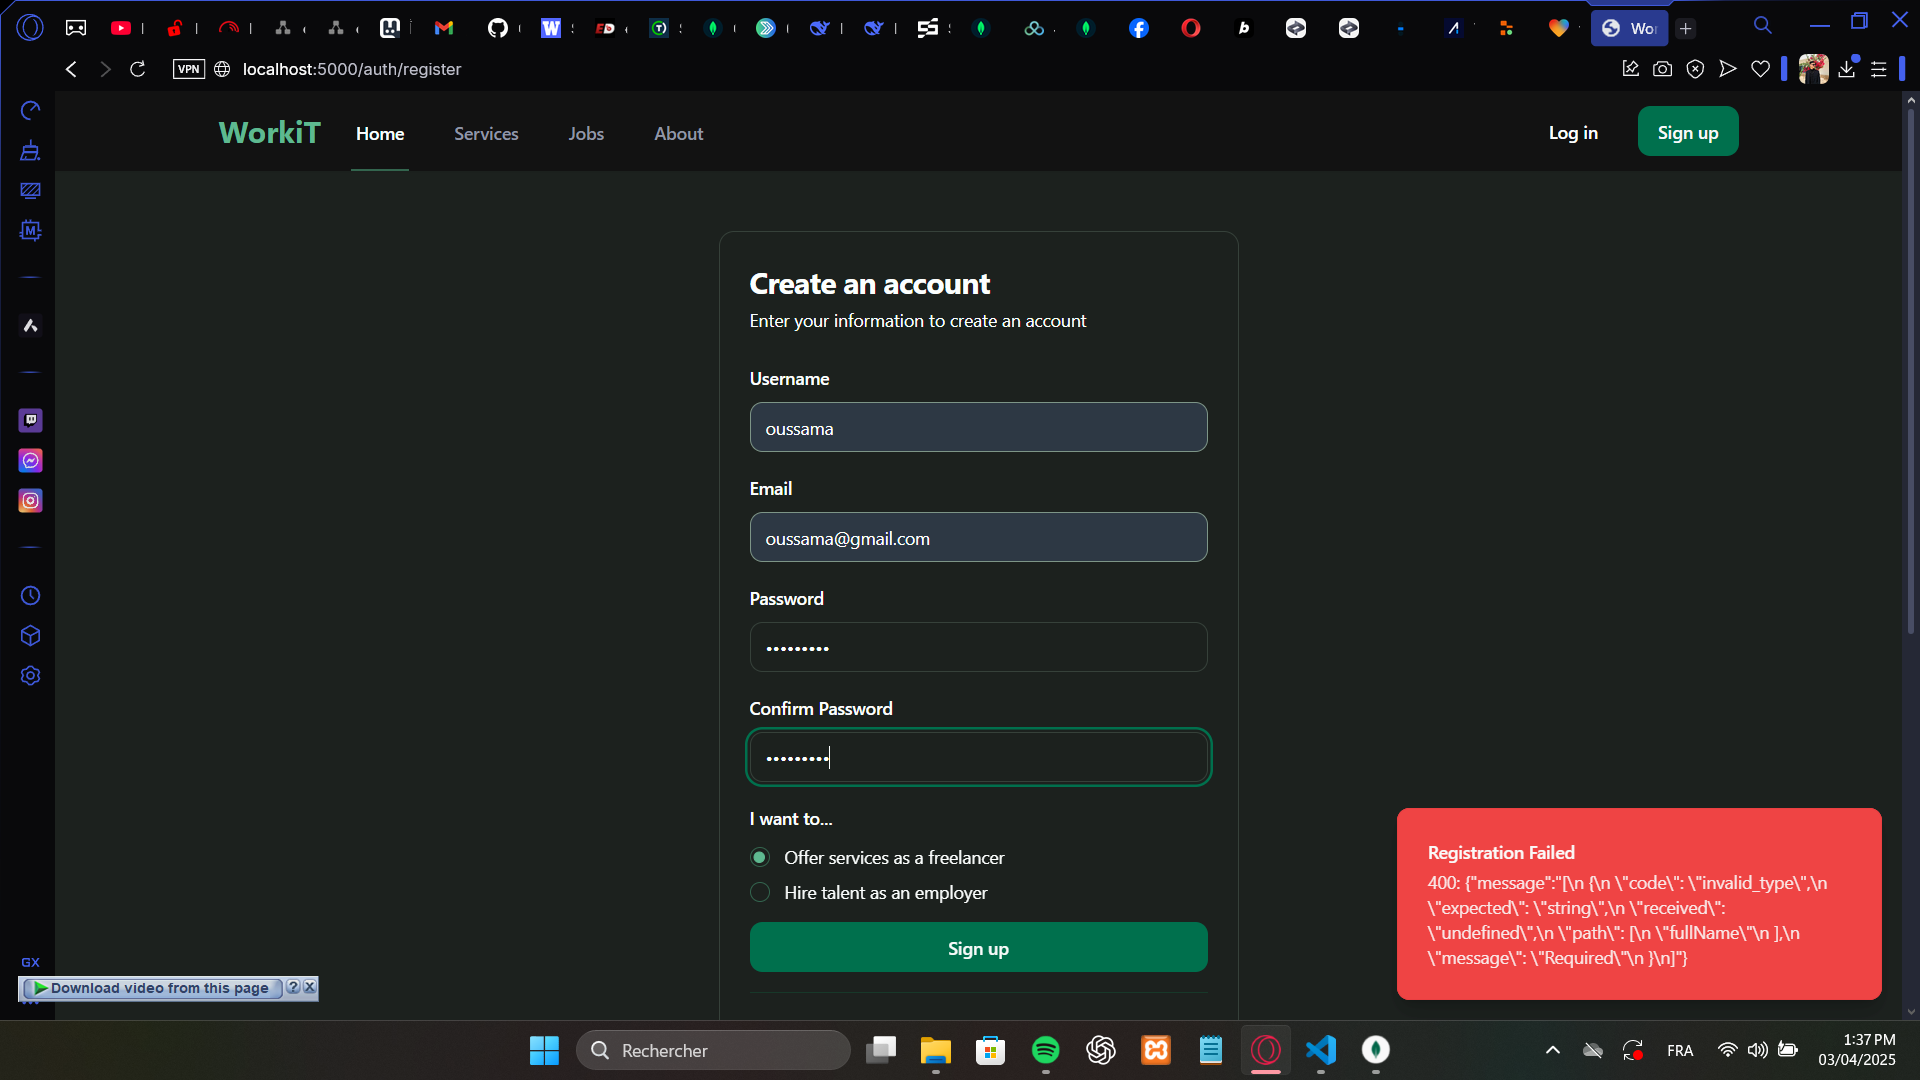 Wo
VPN
localhost:5000/auth/register
WorkiT
Home
Services
Jobs
About
Log in
Sign up
Create an account
Enter your information to create an account
Username
oussama
Email
oussama@gmail.com
Password
•••••••••
Confirm Password
•••••••••
I want to...
Offer services as a freelancer
Hire talent as an employer
Sign up
Registration Failed
400: {"message":"[\n {\n \"code\": \"invalid_type\",\n
\"expected\": \"string\",\n \"received\":
\"undefined\",\n \"path\": [\n \"fullName\"\n ],\n
\"message\": \"Required\"\n }\n]"}
GX
Download video from this page
Rechercher
FRA
1:37 PM
03/04/2025